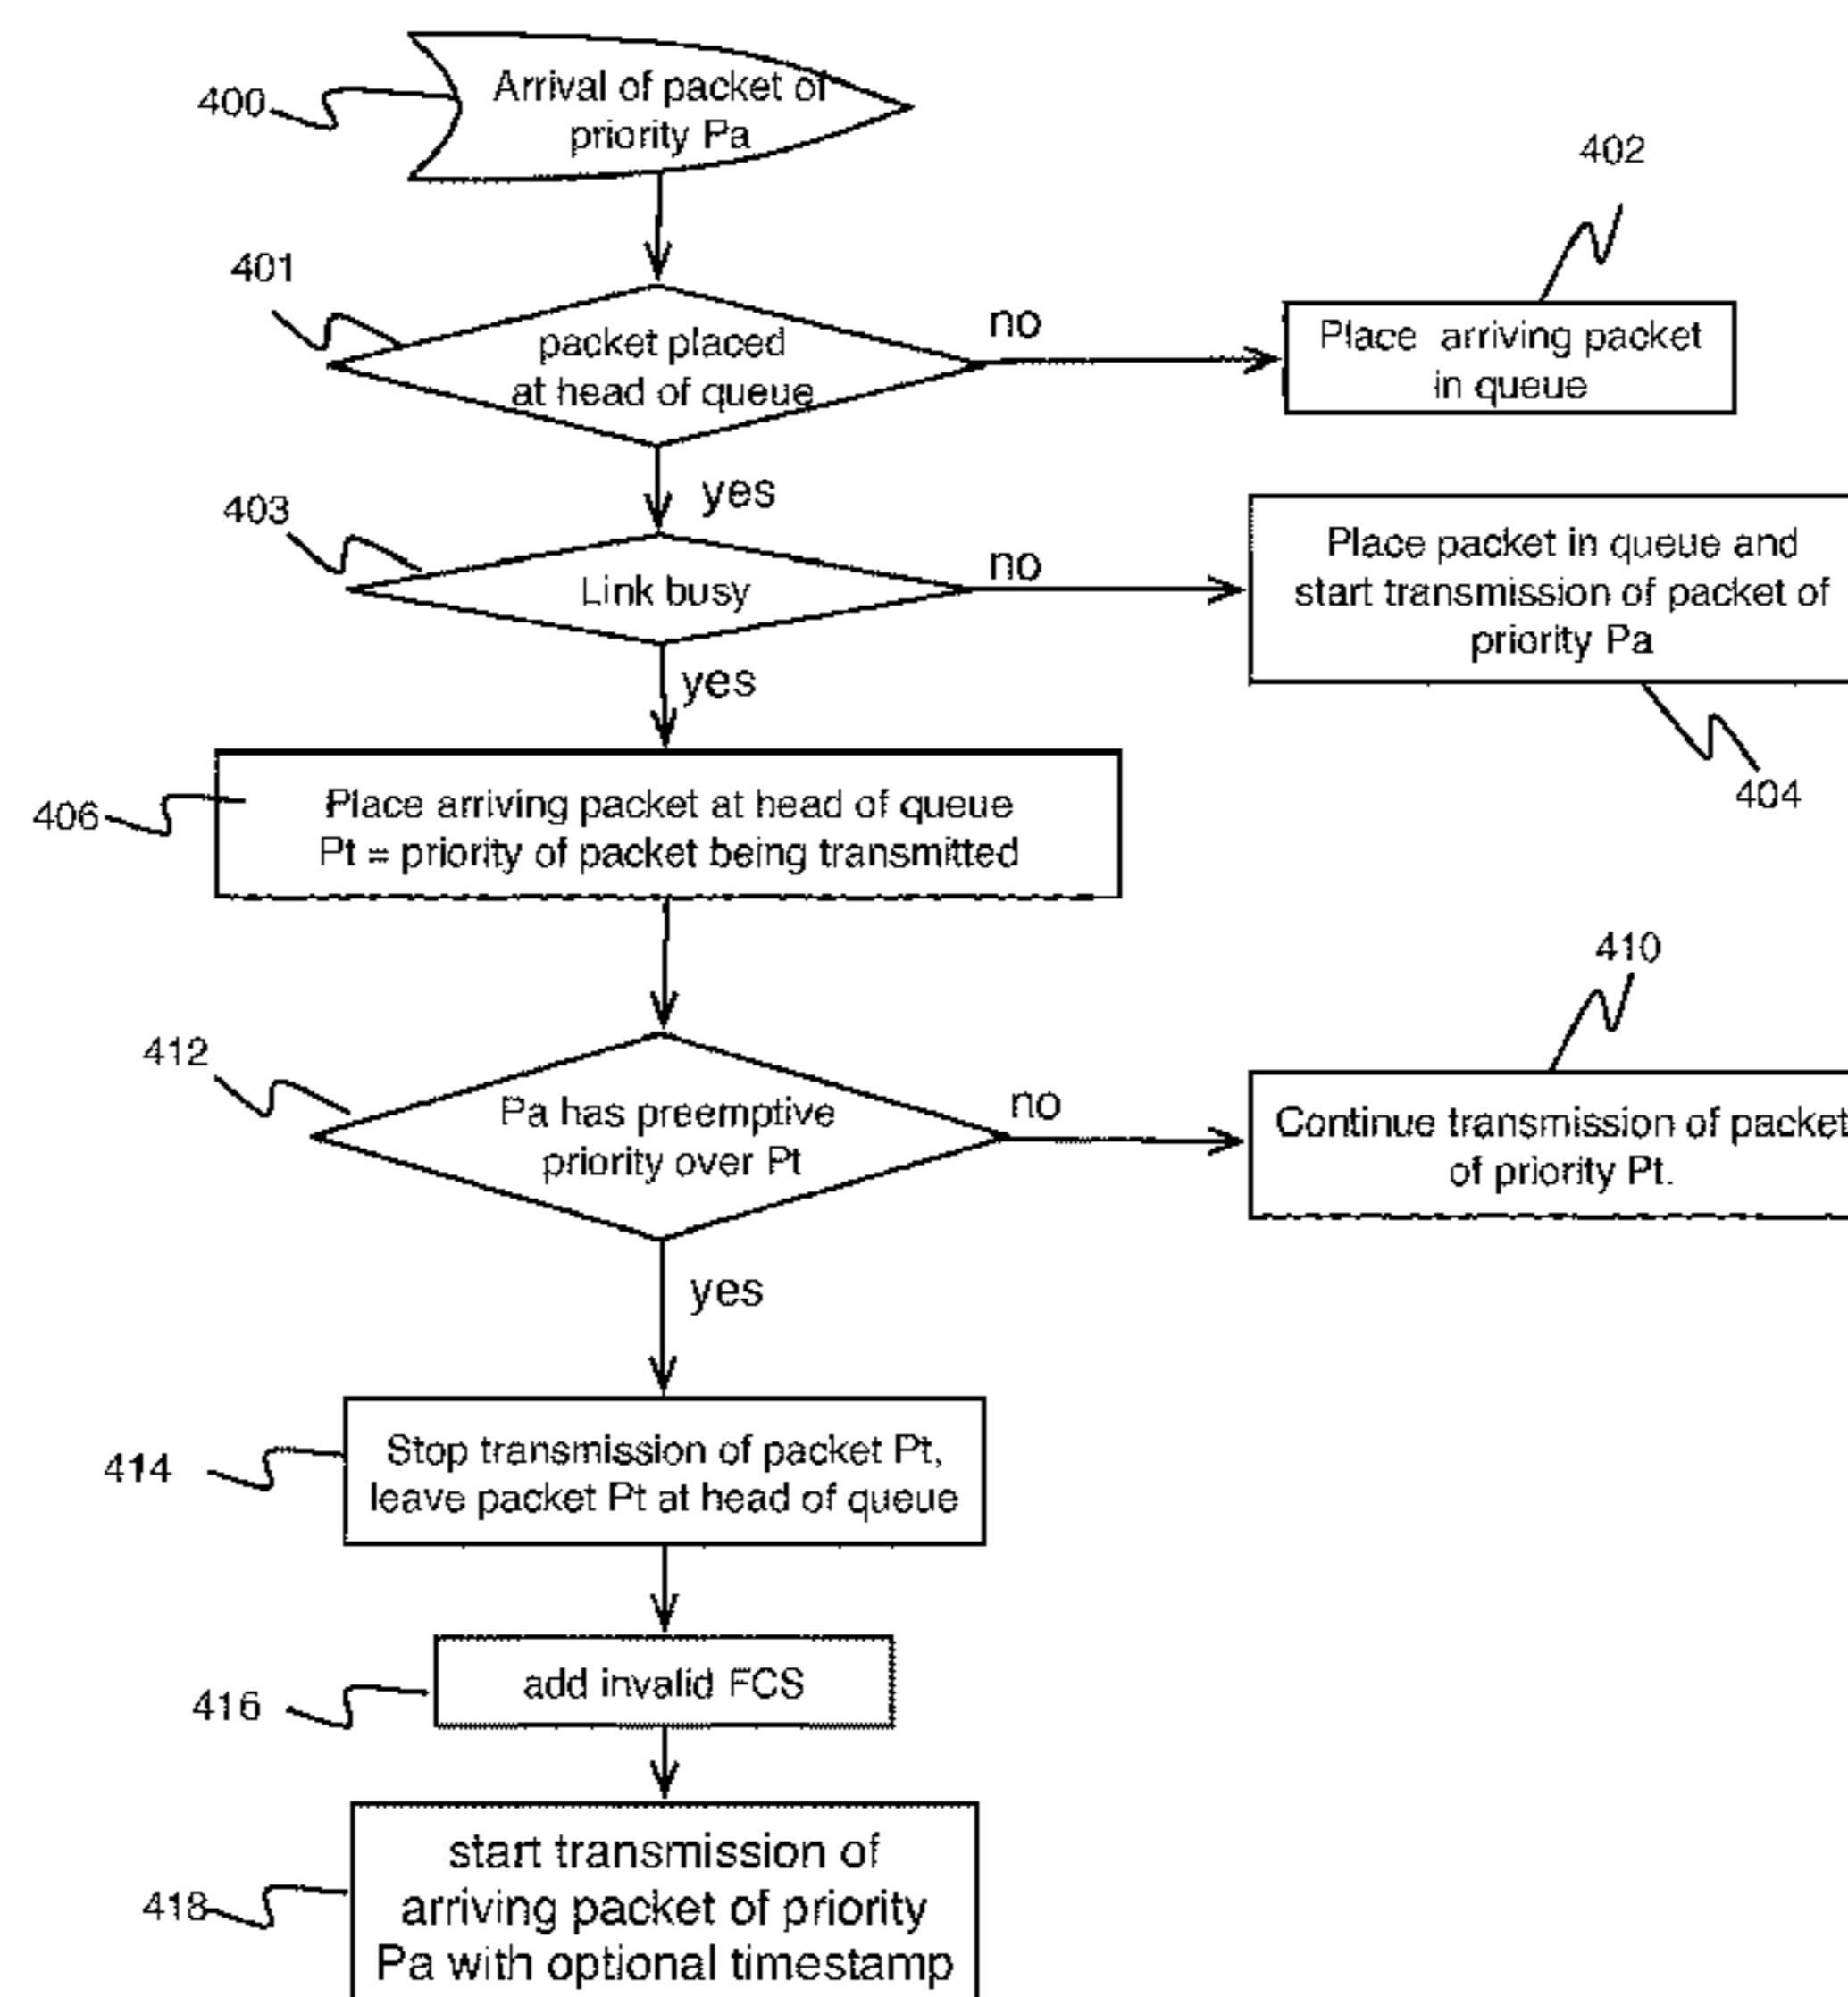 400
Arrival of packet of
priority Pa
402
401
packet placed
at head of queue
no
Place arriving packet
in queue
yes
403
Link busy
no
Place packet in queue and
start transmission of packet of
priority Pa
404
yes
406
Place arriving packet at head of queue
Pt = priority of packet being transmitted
410
412
Pa has preemptive
priority over Pt
no
Continue transmission of packet
of priority Pt.
yes
414
Stop transmission of packet Pt,
leave packet Pt at head of queue
416
add invalid FCS
418
start transmission of
arriving packet of priority
Pa with optional timestamp